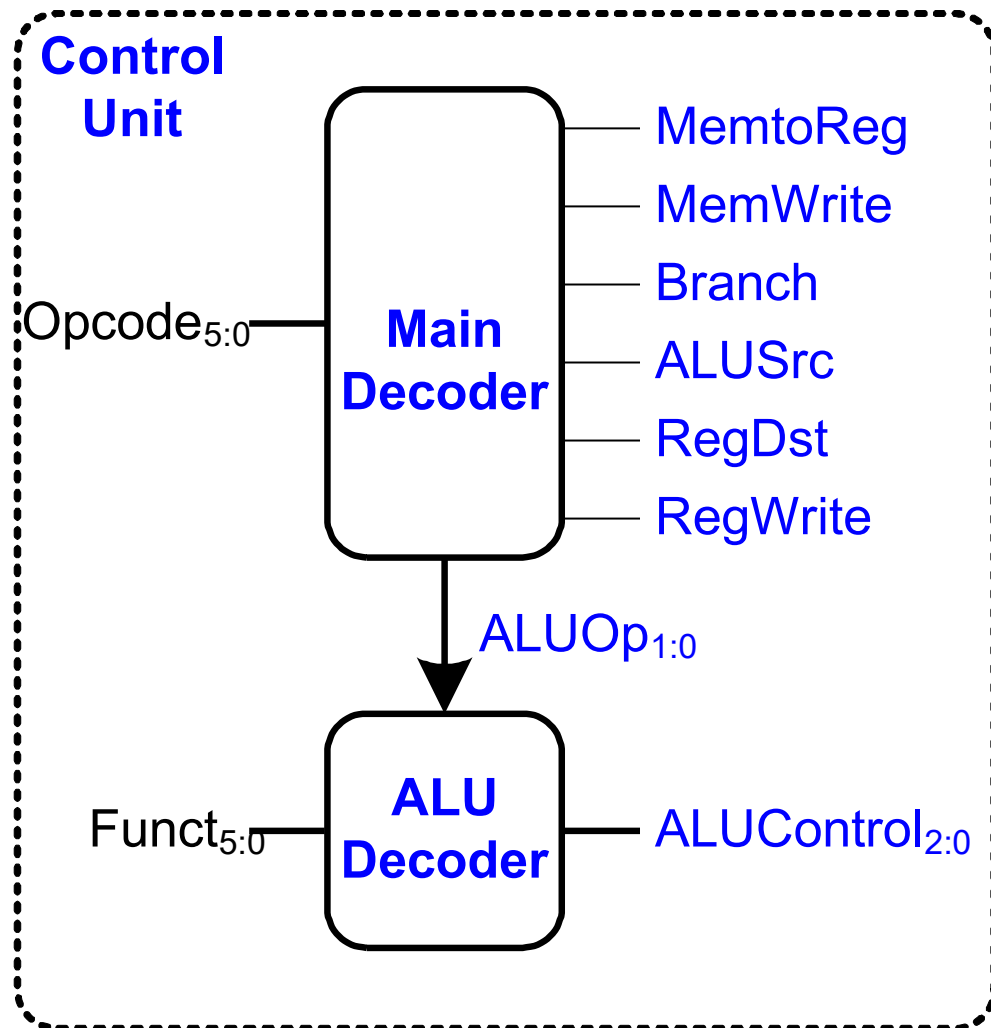 Control
Unit
MemtoReg
MemWrite
Branch
Opcode5:0
Main
Decoder
ALUSrc
RegDst
RegWrite
ALUOp1:0
ALU
Decoder
Funct5:0
ALUControl2:0